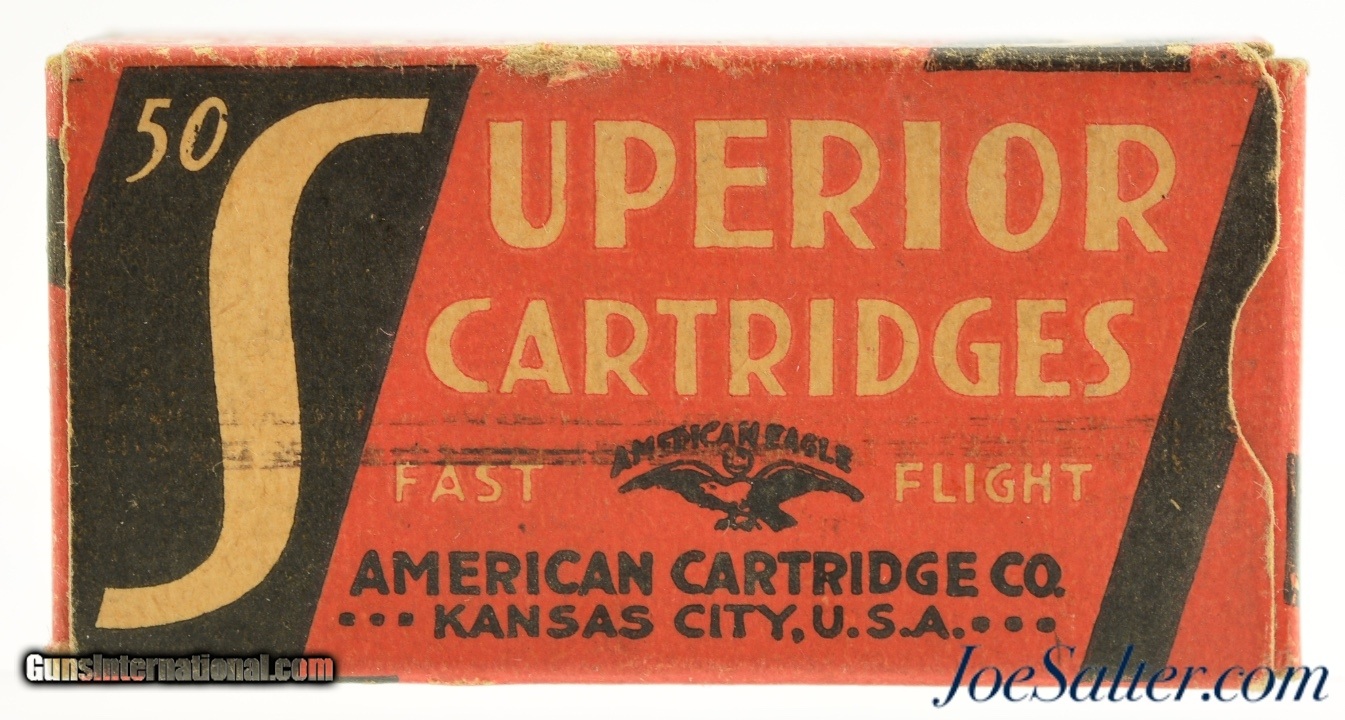 50
SUPERIOR
CARTRIDGES
AMERICAN EAGLE
FAST FLIGHT
AMERICAN CARTRIDGE CO.
•••KANSAS CITY, U.S.A.•••
GunsInternational.com
JoeSalter.com